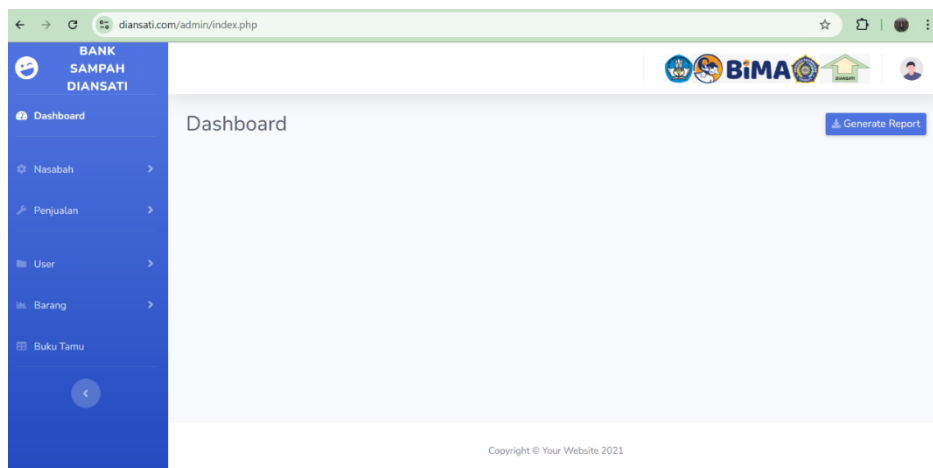 diansati.com/admin/index.php
BANK
SAMPAH
DIANSATI
BiMA
DIANSATI
Dashboard
Dashboard
Generate Report
Nasabah
Penjualan
User
Barang
Buku Tamu
Copyright © Your Website 2021